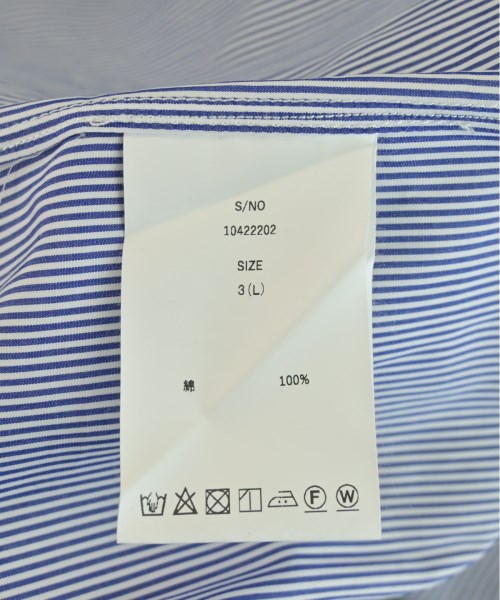 S/NO
10422202
SIZE
3(L)
綿 100%
F W